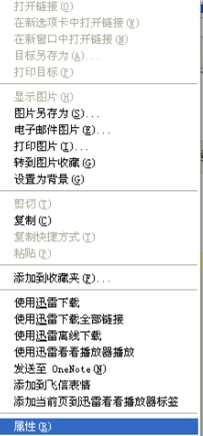 打开链接(O)
在新选项卡中打开链接(W)
在新窗口中打开链接(N)
目标另存为(A)...
打印目标(P)
显示图片(H)
图片另存为(S)...
电子邮件图片(E)...
打印图片(I)...
转到图片收藏(G)
设置为背景(G)
剪切(T)
复制(C)
复制快捷方式(T)
粘贴(P)
添加到收藏夹(F)...
使用迅雷下载
使用迅雷下载全部链接
使用迅雷离线下载
使用迅雷看看播放器播放
发送至 OneNote(N)
添加到飞信表情
添加当前页到迅雷看看播放器标签
属性(R)